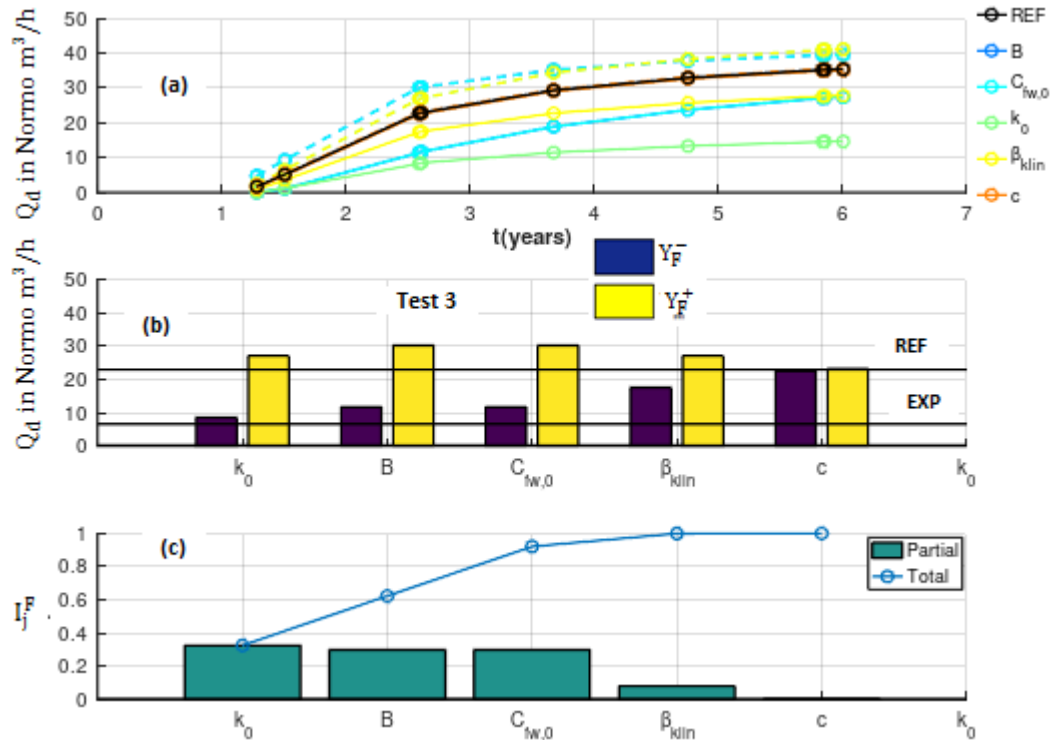 50
40
30
20
10
0
Q_d in Normo m³/h
(a)
0 1 2 3 4 5 6 7
t(years)
REF
B
C_fw,0
k_0
β_klin
c
Y_F^-
Y_F^+
50
40
30
20
10
0
Q_d in Normo m³/h
(b)
Test 3
REF
EXP
k_0 B C_fw,0 β_klin c k_0
1
0.8
0.6
0.4
0.2
0
I_j^F
(c)
Partial
Total
k_0 B C_fw,0 β_klin c k_0